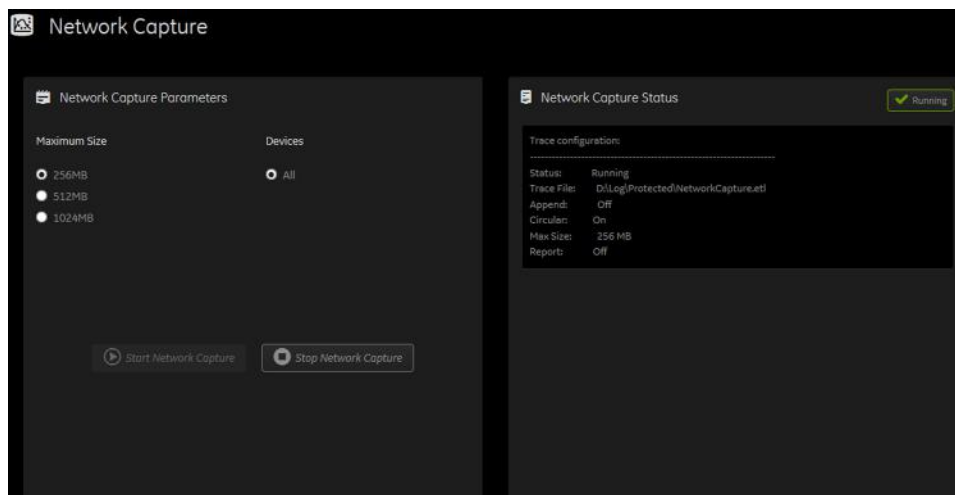 Network Capture
Network Capture Parameters
Maximum Size
Devices
256MB
All
512MB
1024MB
Start Network Capture
Stop Network Capture
Network Capture Status
Running
Trace configuration:
-------------------------------------------------------------------
Status: Running
Trace File: D:\Log\Protected\NetworkCapture.etl
Append: Off
Circular: On
Max Size: 256 MB
Report: Off